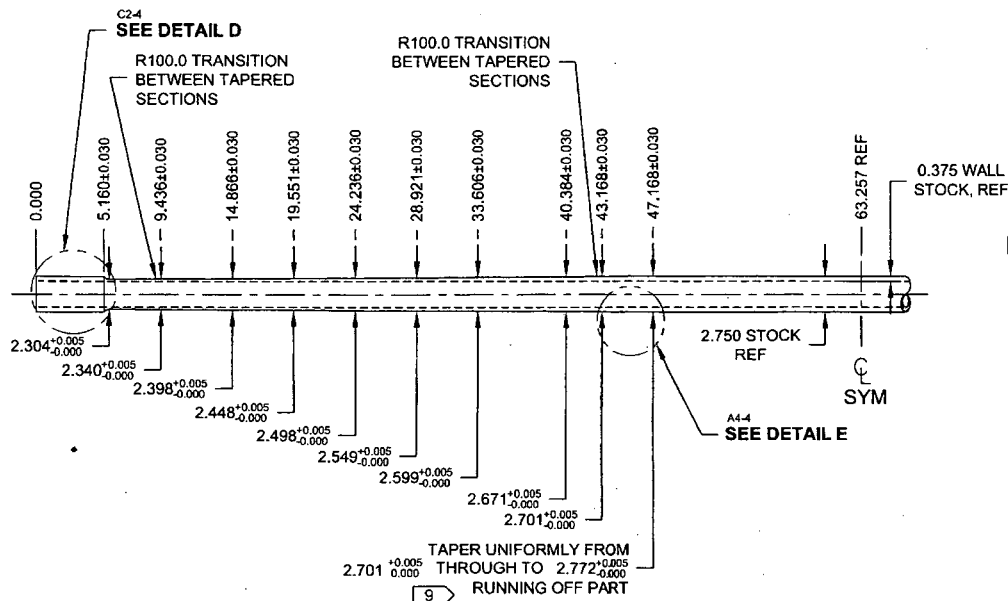 C2-4
SEE DETAIL D
R100.0 TRANSITION
BETWEEN TAPERED
SECTIONS
R100.0 TRANSITION
BETWEEN TAPERED
SECTIONS
0.000
5.160±0.030
9.436±0.030
14.866±0.030
19.551±0.030
24.236±0.030
28.921±0.030
33.606±0.030
40.384±0.030
43.168±0.030
47.168±0.030
63.257 REF
0.375 WALL
STOCK, REF
2.304 +0.005 -0.000
2.340 +0.005 -0.000
2.398 +0.005 -0.000
2.448 +0.005 -0.000
2.498 +0.005 -0.000
2.549 +0.005 -0.000
2.599 +0.005 -0.000
2.671 +0.005 -0.000
2.701 +0.005 -0.000
2.750 STOCK
REF
℄
SYM
A4-4
SEE DETAIL E
TAPER UNIFORMLY FROM
2.701 +0.005 0.000 THROUGH TO 2.772 +0.005 -0.000
RUNNING OFF PART
9